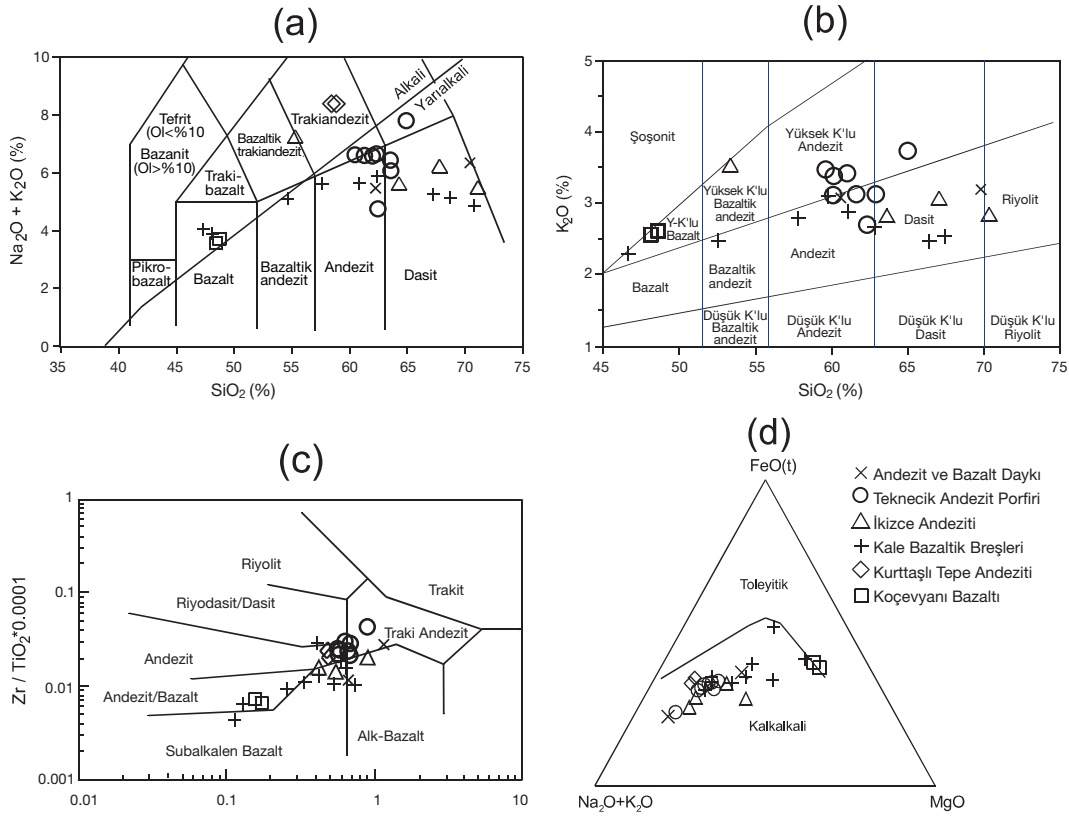 (a)
Na2O + K2O (%)
10
8
6
4
2
0
35
40
45
50
55
60
65
70
75
SiO2 (%)
Tefrit
(Ol<%10
Bazanit
(Ol>%10)
Pikro-
bazalt
Traki-
bazalt
Bazalt
Bazaltik
trakiandezit
Bazaltik
andezit
Trakiandezit
Andezit
Dasit
Alkali
Yarıalkali
(b)
K2O (%)
5
4
3
2
1
45
50
55
60
65
70
75
SiO2 (%)
Şoşonit
Yüksek K'lu
Andezit
Yüksek K'lu
Bazaltik
andezit
Y-K'lu
Bazalt
Bazalt
Bazaltik
andezit
Andezit
Dasit
Riyolit
Düşük K'lu
Bazaltik
andezit
Düşük K'lu
Andezit
Düşük K'lu
Dasit
Düşük K'lu
Riyolit
(c)
Zr / TiO2*0.0001
1
0.1
0.01
0.001
0.01
0.1
1
10
Riyolit
Riyodasit/Dasit
Andezit
Andezit/Bazalt
Subalkalen Bazalt
Trakit
Traki Andezit
Alk-Bazalt
(d)
FeO(t)
Toleyitik
Kalkalkali
Na2O+K2O
MgO
Andezit ve Bazalt Daykı
Teknecik Andezit Porfiri
İkizce Andeziti
Kale Bazaltik Breşleri
Kurttaşlı Tepe Andeziti
Koçevyanı Bazaltı